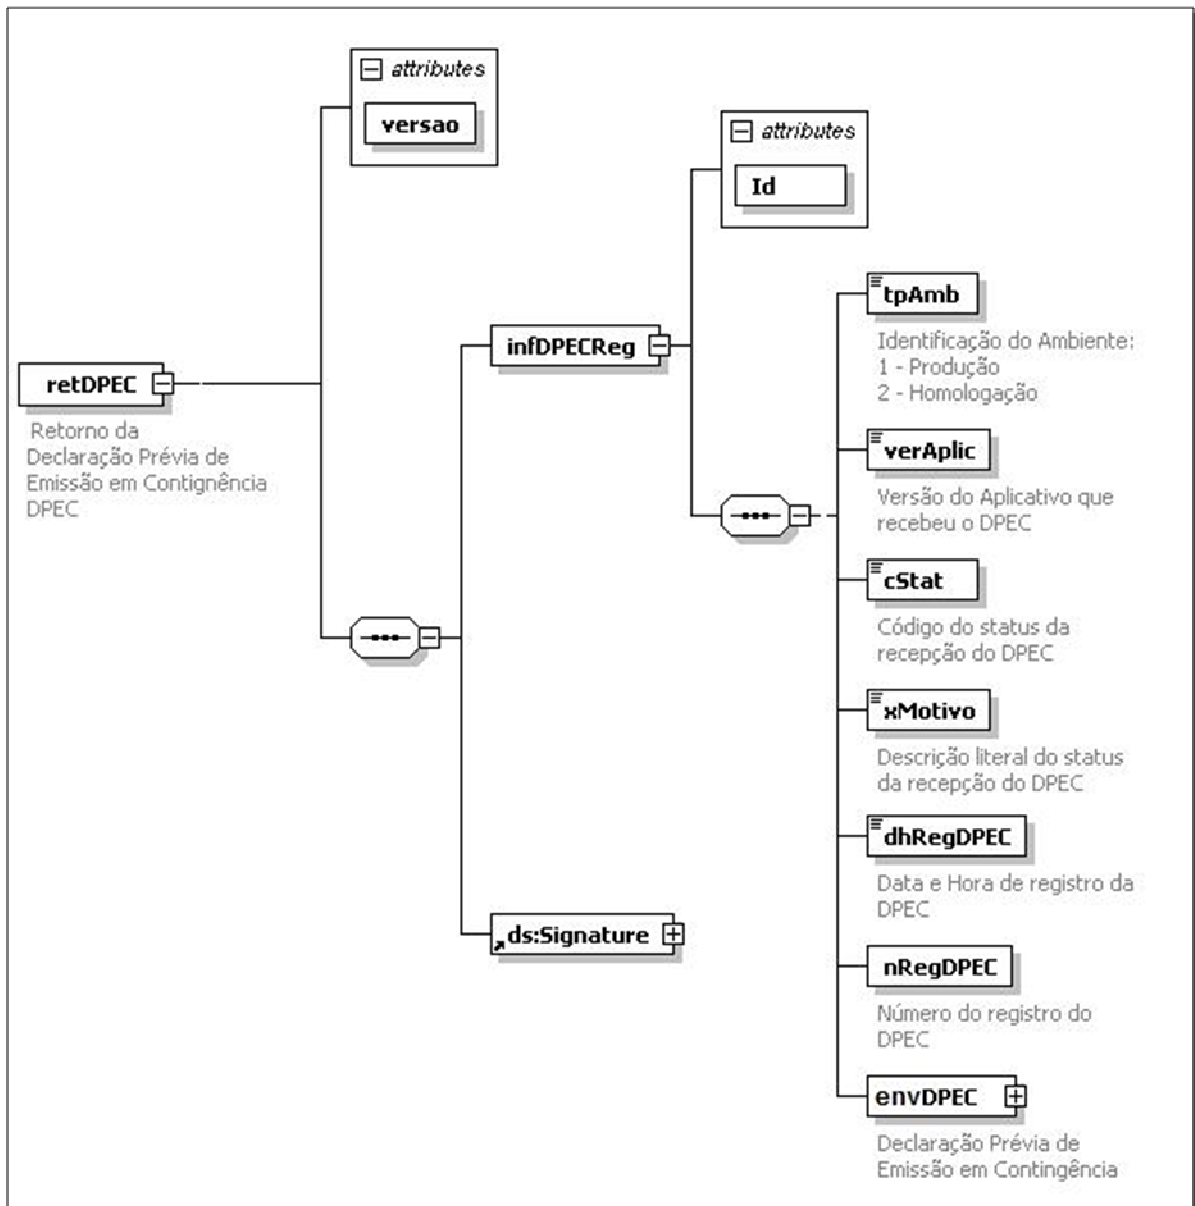 attributes
versao
attributes
Id
tpAmb
Identificação do Ambiente:
1 - Produção
2 - Homologação
infDPECReg
retDPEC
Retorno da
Declaração Prévia de
Emissão em Contignência
DPEC
verAplic
Versão do Aplicativo que
recebeu o DPEC
cStat
Código do status da
recepção do DPEC
xMotivo
Descrição literal do status
da recepção do DPEC
dhRegDPEC
Data e Hora de registro da
DPEC
ds:Signature
nRegDPEC
Número do registro do
DPEC
envDPEC
Declaração Prévia de
Emissão em Contingência